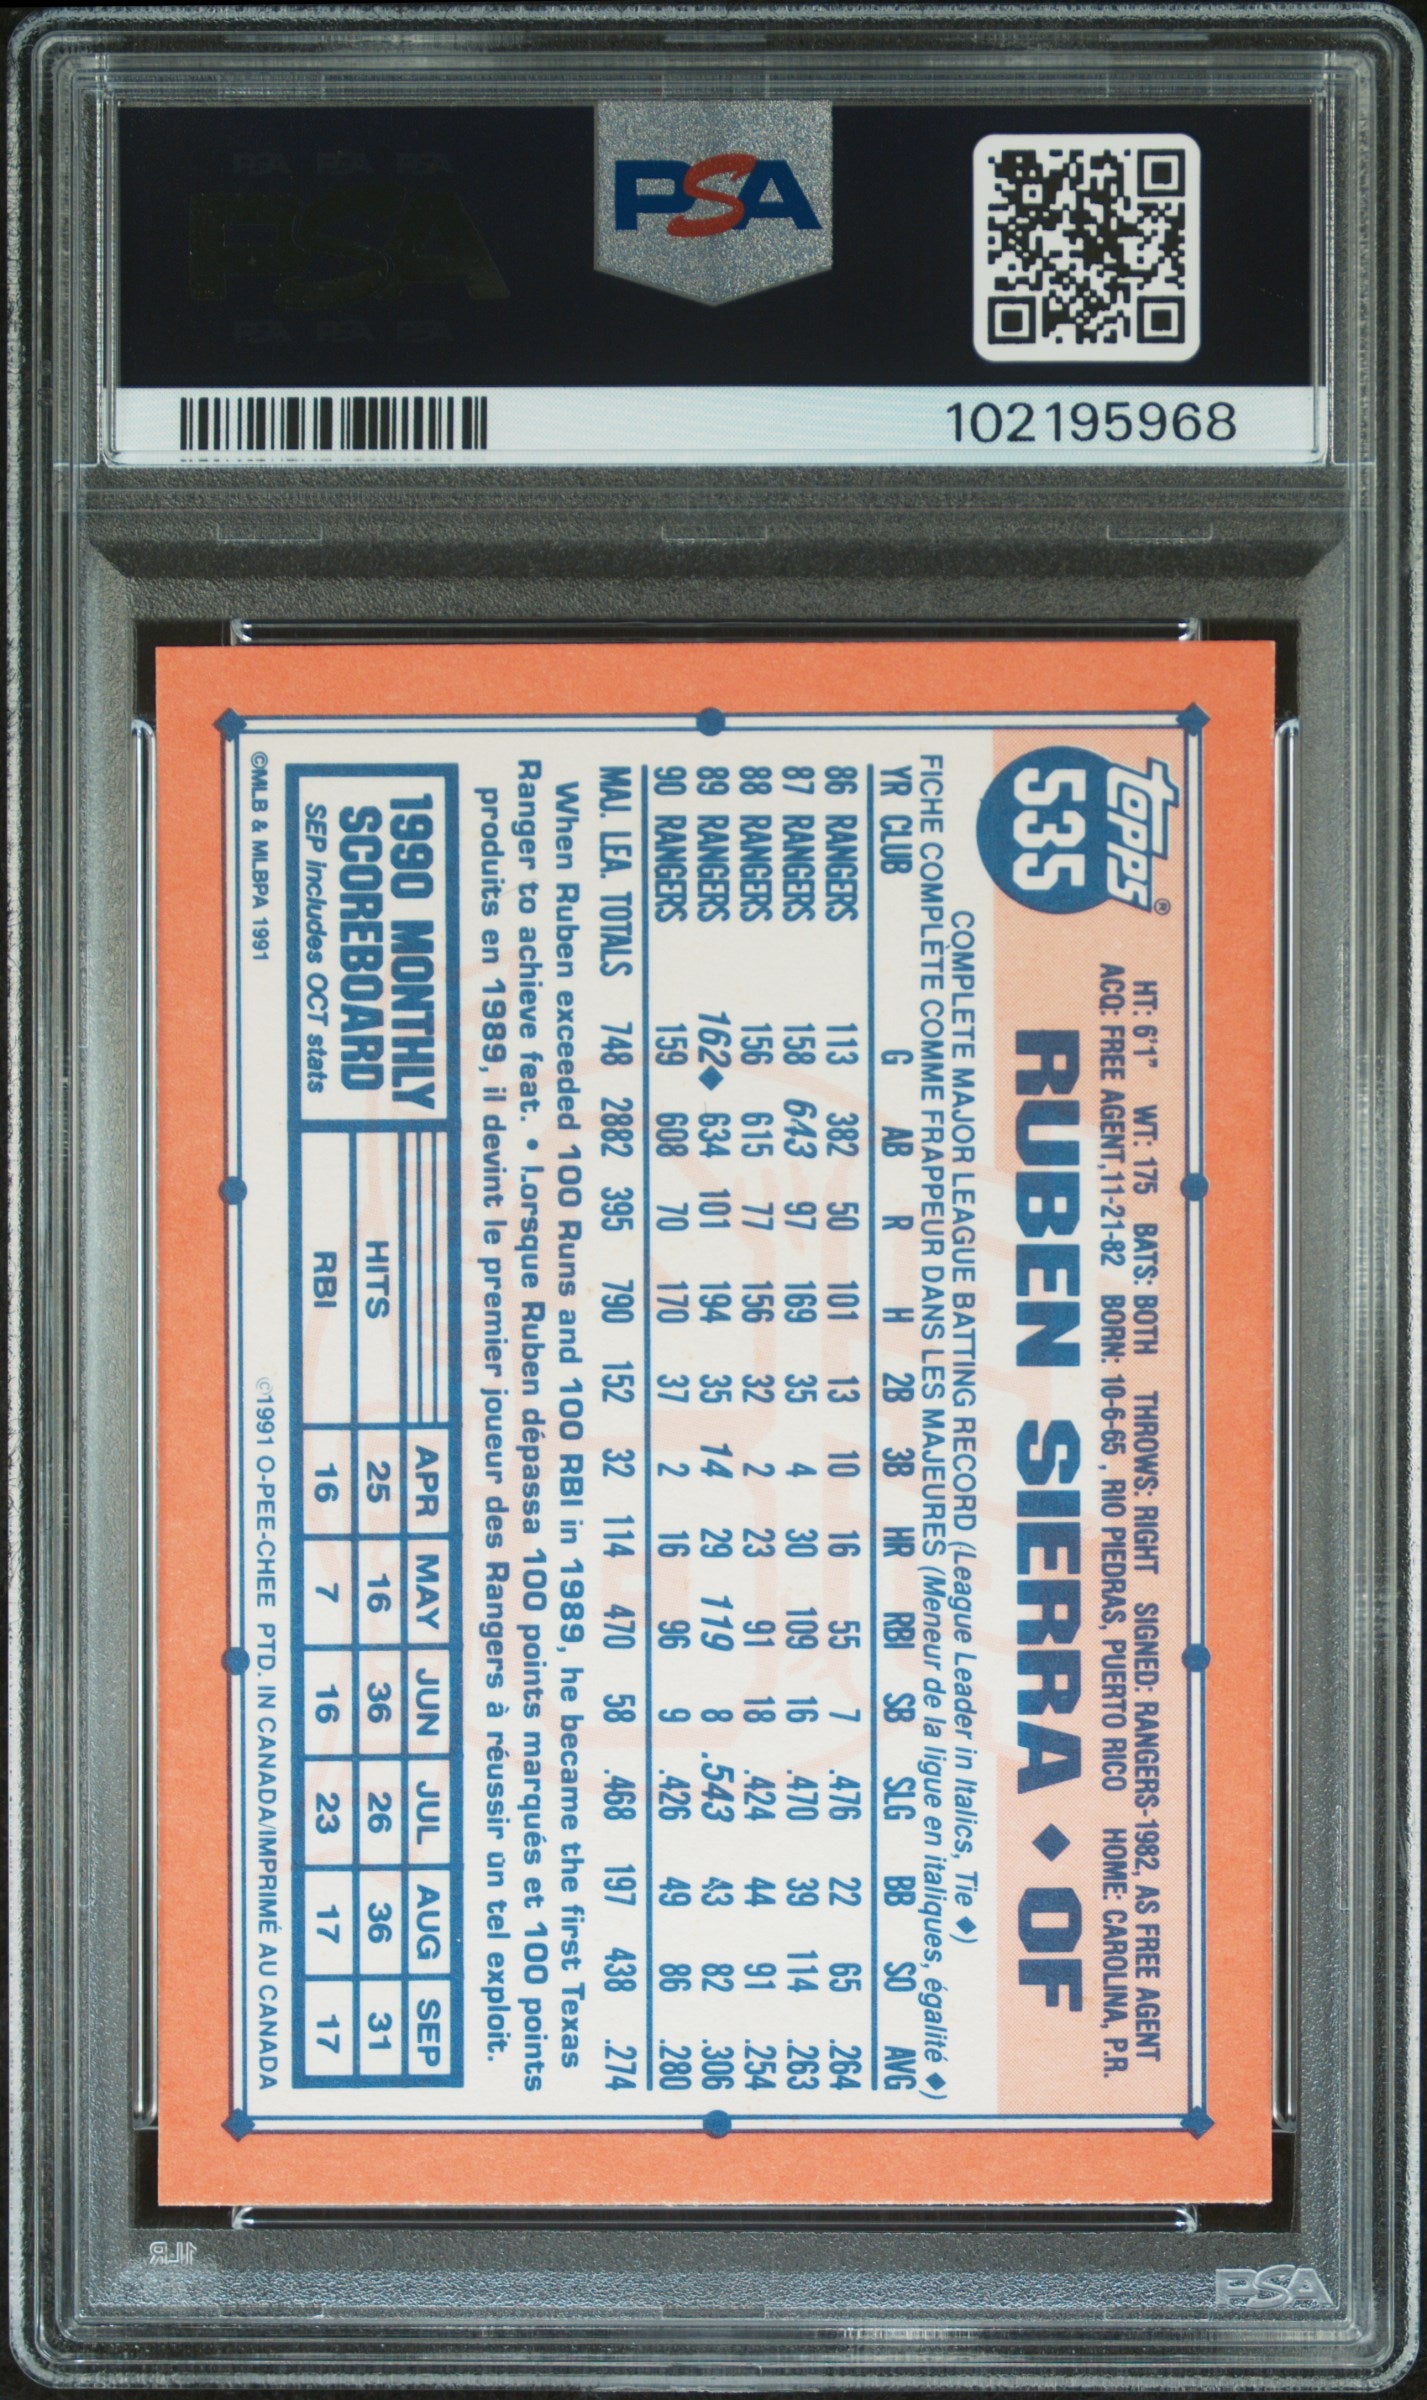 PSA PSA PSA
PSA
PSA PSA PSA
PSA
102195968
Topps®
535
HT: 6'1" WT: 175 BATS: BOTH THROWS: RIGHT SIGNED: RANGERS-1982, AS FREE AGENT
ACQ: FREE AGENT,11-21-82 BORN: 10-6-65, RIO PIEDRAS, PUERTO RICO HOME: CAROLINA, P.R.
RUBEN SIERRA ◆ OF
COMPLETE MAJOR LEAGUE BATTING RECORD (League Leader in Italics, Tie ◆)
FICHE COMPLÈTE COMME FRAPPEUR DANS LES MAJEURES (Meneur de la ligue en italiques, égalité ◆)
YR CLUB G AB R H 2B 3B HR RBI SB SLG BB SO AVG
86 RANGERS 113 382 50 101 13 10 16 55 7 .476 22 65 .264
87 RANGERS 158 643 97 169 35 4 30 109 16 .470 39 114 .263
88 RANGERS 156 615 77 156 32 2 23 91 18 .424 44 91 .254
89 RANGERS 162◆ 634 101 194 35 14 29 119 8 .543 43 82 .306
90 RANGERS 159 608 70 170 37 2 16 96 9 .426 49 86 .280
MAJ. LEA. TOTALS 748 2882 395 790 152 32 114 470 58 .468 197 438 .274
When Ruben exceeded 100 Runs and 100 RBI in 1989, he became the first Texas
Ranger to achieve feat. • Lorsque Ruben dépassa 100 points marqués et 100 points
produits en 1989, il devint le premier joueur des Rangers à réussir un tel exploit.
1990 MONTHLY
SCOREBOARD
SEP includes OCT stats
APR MAY JUN JUL AUG SEP
HITS 25 16 36 26 36 31
RBI 16 7 16 23 17 17
©MLB & MLBPA 1991 ©1991 O-PEE-CHEE PTD. IN CANADA/IMPRIMÉ AU CANADA
1LR
PSA